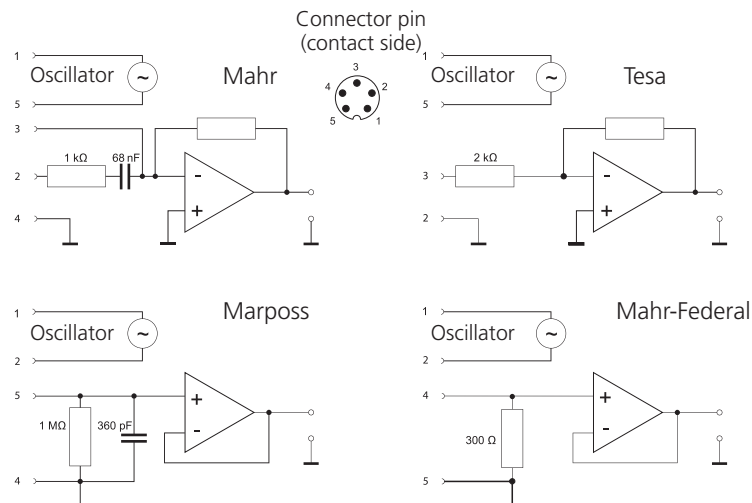 Connector pin
(contact side)
3
4
2
5
1
1
Oscillator
~
Mahr
5
3
1 kΩ
68 nF
2
-
+
4
1
Oscillator
~
Tesa
5
2 kΩ
3
-
+
2
1
Oscillator
~
Marposs
2
5
+
1 MΩ
360 pF
-
4
1
Oscillator
~
Mahr-Federal
2
4
+
300 Ω
-
5